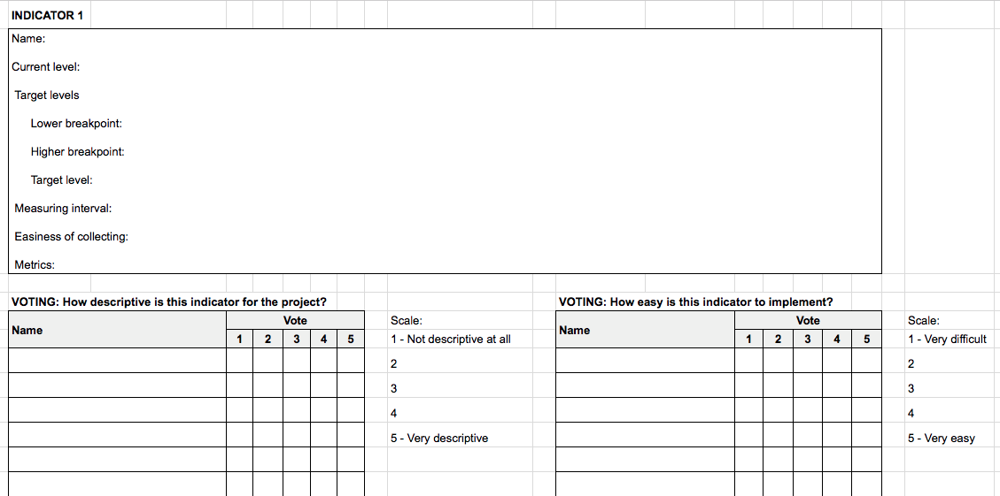 INDICATOR 1
Name:
Current level:
Target levels
Lower breakpoint:
Higher breakpoint:
Target level:
Measuring interval:
Easiness of collecting:
Metrics:
VOTING: How descriptive is this indicator for the project?
Name
Vote
1 2 3 4 5
Scale:
1 - Not descriptive at all
2
3
4
5 - Very descriptive
VOTING: How easy is this indicator to implement?
Name
Vote
1 2 3 4 5
Scale:
1 - Very difficult
2
3
4
5 - Very easy